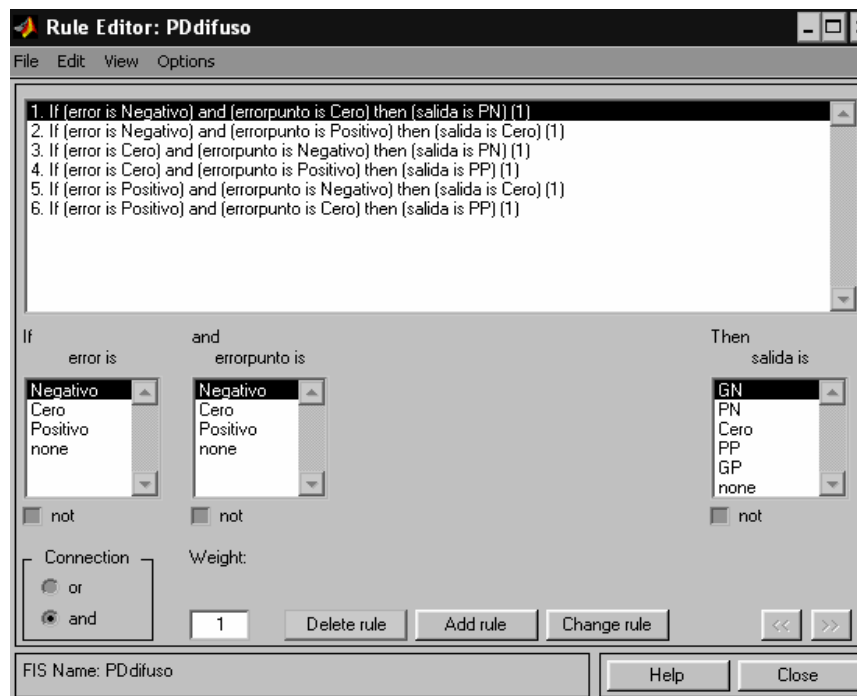 Rule Editor: PDdifuso
File Edit View Options
1. If (error is Negativo) and (errorpunto is Cero) then (salida is PN) (1)
2. If (error is Negativo) and (errorpunto is Positivo) then (salida is Cero) (1)
3. If (error is Cero) and (errorpunto is Negativo) then (salida is PN) (1)
4. If (error is Cero) and (errorpunto is Positivo) then (salida is PP) (1)
5. If (error is Positivo) and (errorpunto is Negativo) then (salida is Cero) (1)
6. If (error is Positivo) and (errorpunto is Cero) then (salida is PP) (1)
If
error is
Negativo
Cero
Positivo
none
not
and
errorpunto is
Negativo
Cero
Positivo
none
not
Then
salida is
GN
PN
Cero
PP
GP
none
not
Connection
or
and
Weight:
1
Delete rule
Add rule
Change rule
<<
>>
FIS Name: PDdifuso
Help
Close